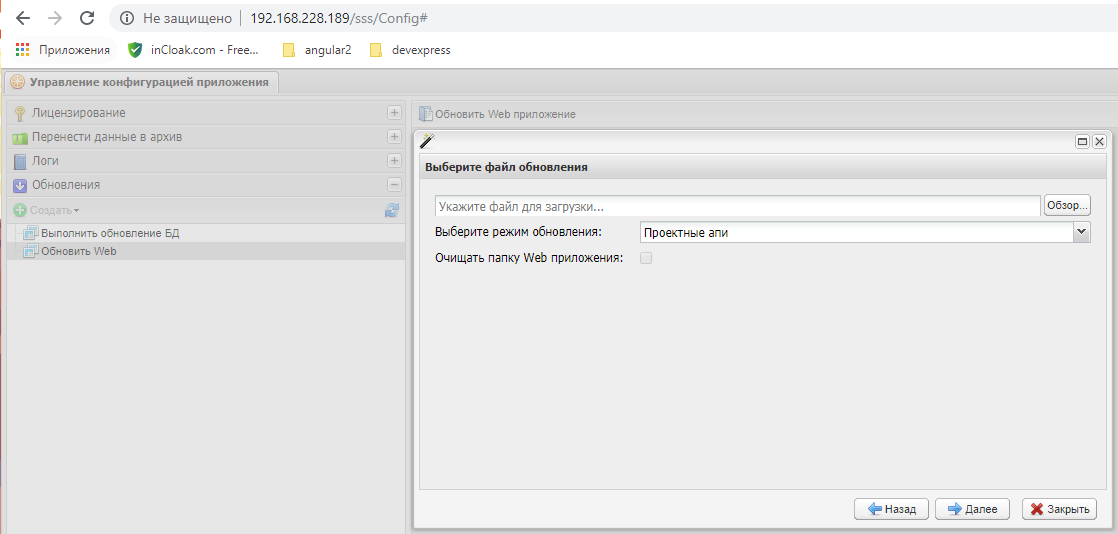 Не защищено 192.168.228.189/sss/Config#
Приложения inCloak.com - Free... angular2 devexpress
Управление конфигурацией приложения
Лицензирование
Перенести данные в архив
Логи
Обновления
Создать
Выполнить обновление БД
Обновить Web
Обновить Web приложение
Выберите файл обновления
Укажите файл для загрузки... Обзор...
Выберите режим обновления: Проектные апи
Очищать папку Web приложения:
Назад Далее Закрыть